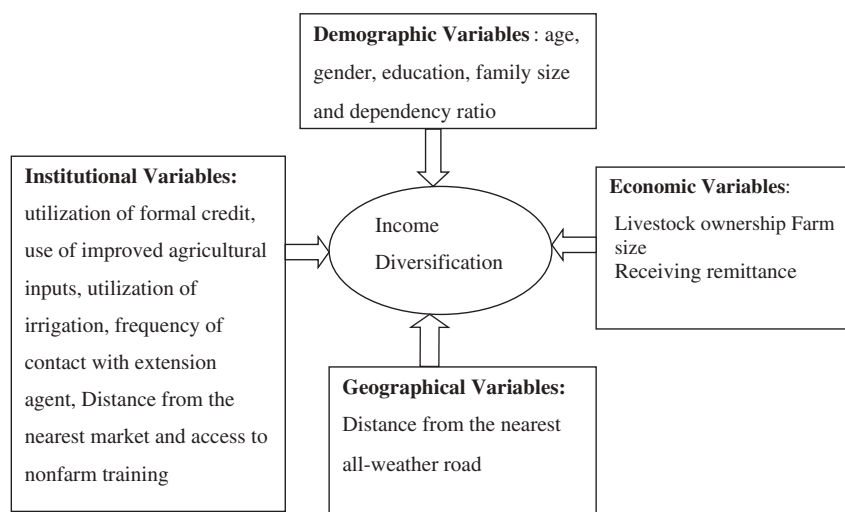 Demographic Variables : age,
gender, education, family size
and dependency ratio
Institutional Variables:
utilization of formal credit,
use of improved agricultural
inputs, utilization of
irrigation, frequency of
contact with extension
agent, Distance from the
nearest market and access to
nonfarm training
Income
Diversification
Economic Variables:
Livestock ownership Farm
size
Receiving remittance
Geographical Variables:
Distance from the nearest
all-weather road